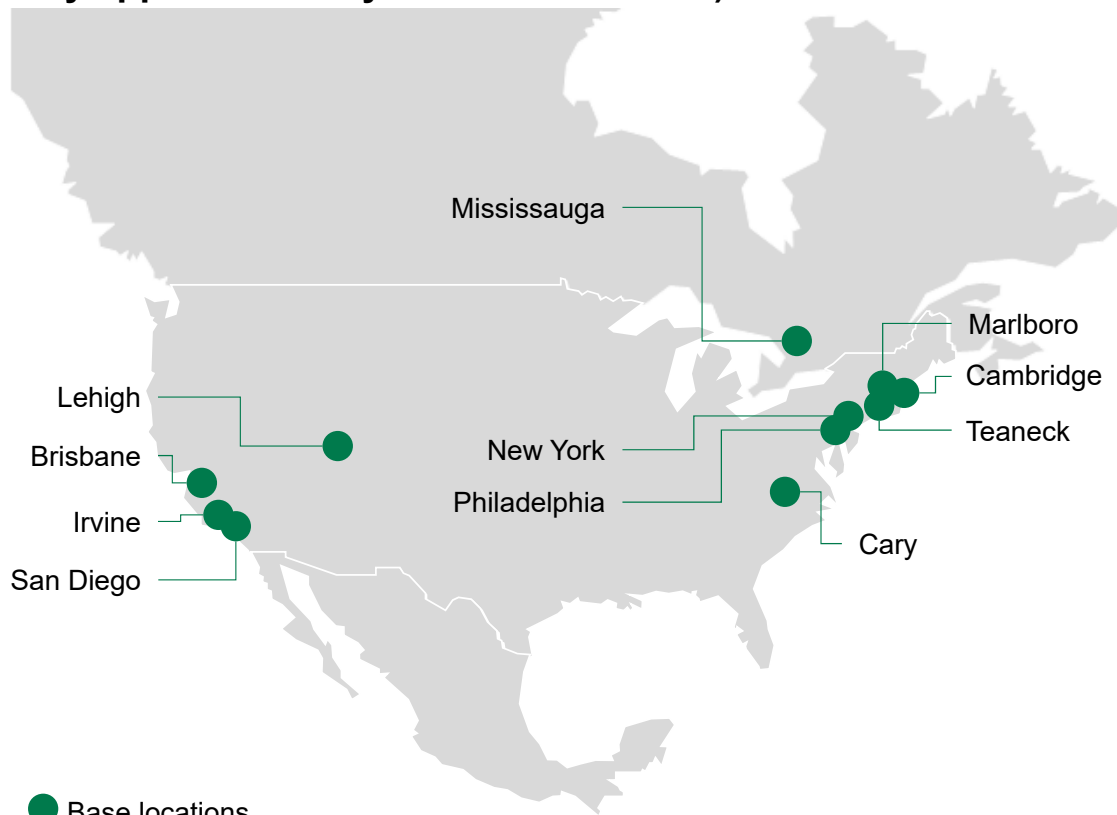 Mississauga
Marlboro
Cambridge
Lehigh
Teaneck
New York
Brisbane
Philadelphia
Irvine
Cary
San Diego
Base locations